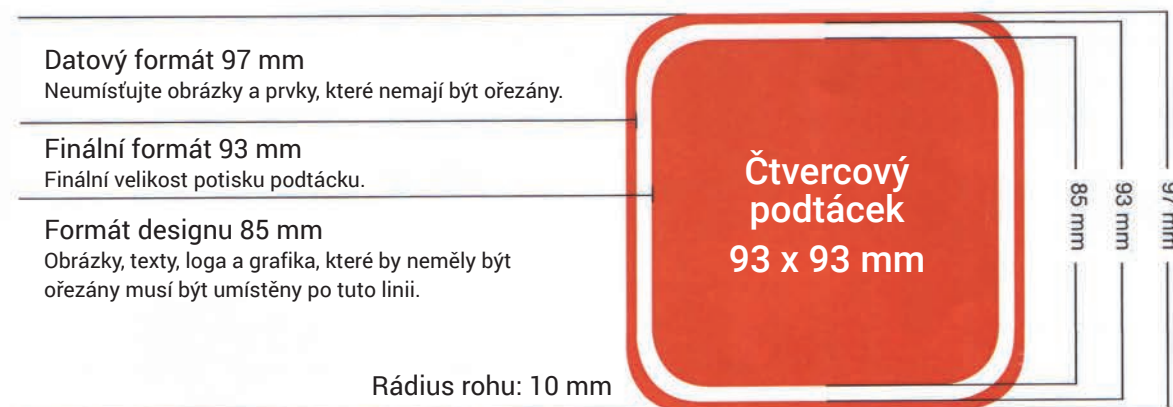 Datový formát 97 mm
Neumísťujte obrázky a prvky, které nemají být ořezány.
Finální formát 93 mm
Finální velikost potisku podtácku.
Formát designu 85 mm
Obrázky, texty, loga a grafika, které by neměly být
ořezány musí být umístěny po tuto linii.
Rádius rohu: 10 mm
Čtvercový
podtácek
93 x 93 mm
85 mm
93 mm
97 mm